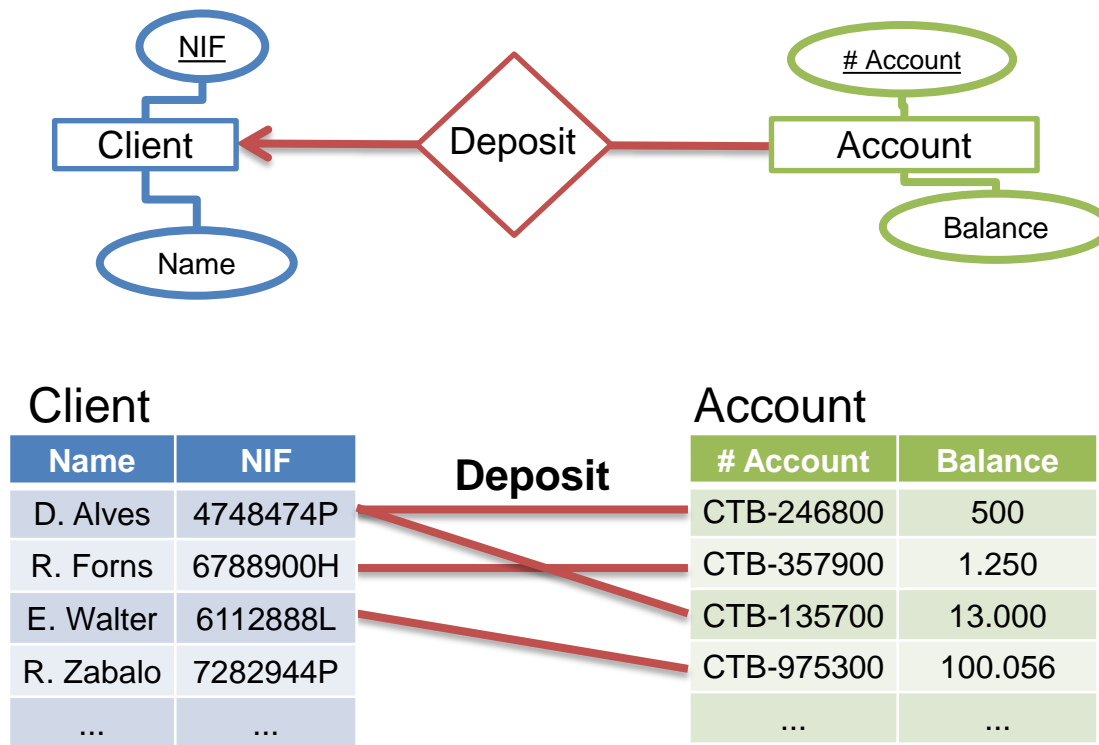 NIF
# Account
Client
Deposit
Account
Name
Balance
Client
Account
Name NIF
Deposit
# Account Balance
D. Alves 4748474P
CTB-246800 500
R. Forns 6788900H
CTB-357900 1.250
E. Walter 6112888L
CTB-135700 13.000
R. Zabalo 7282944P
CTB-975300 100.056
... ...
... ...